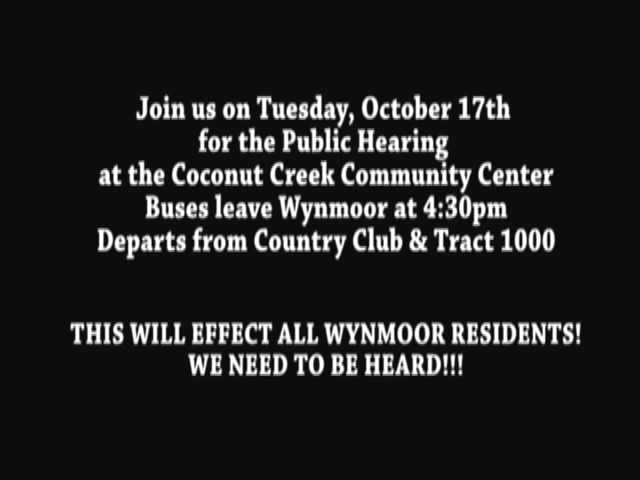 Join us on Tuesday, October 17th
for the Public Hearing
at the Coconut Creek Community Center
Buses leave Wynmoor at 4:30pm
Departs from Country Club & Tract 1000
THIS WILL EFFECT ALL WYNMOOR RESIDENTS!
WE NEED TO BE HEARD!!!